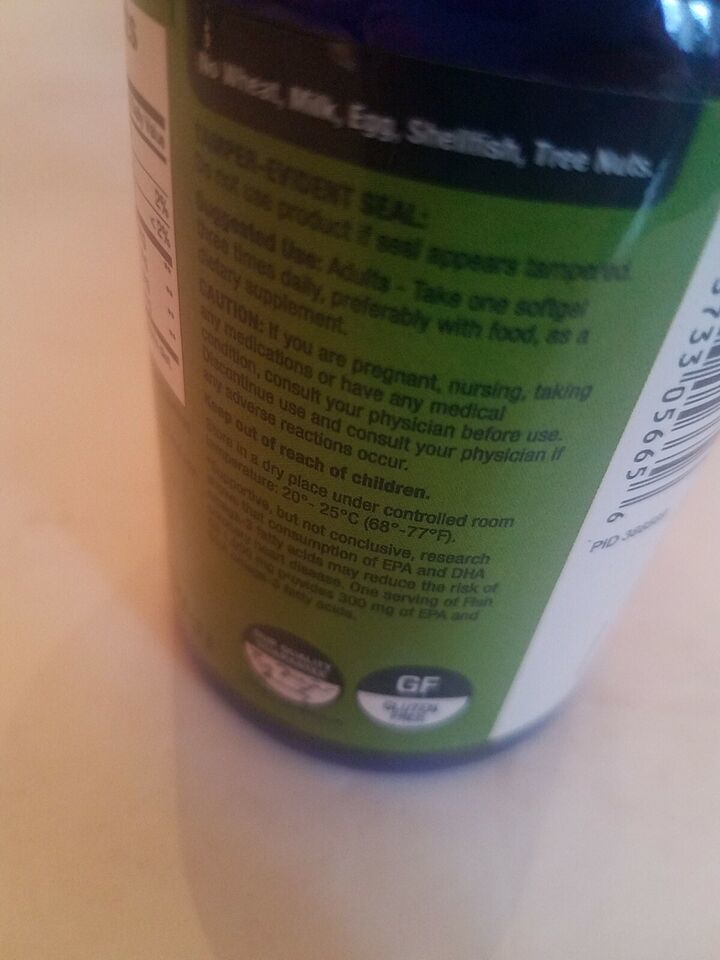 No Wheat, Milk, Egg, Shellfish, Tree Nuts.
TAMPER-EVIDENT SEAL:
Do not use product if seal appears tampered.
Suggested Use: Adults - Take one softgel
three times daily, preferably with food, as a
dietary supplement.
CAUTION: If you are pregnant, nursing, taking
any medications or have any medical
condition, consult your physician before use.
Discontinue use and consult your physician if
any adverse reactions occur.
Keep out of reach of children.
Store in a dry place under controlled room
temperature: 20°- 25°C (68°-77°F).
Supportive, but not conclusive, research
that consumption of EPA and DHA
omega-3 fatty acids may reduce the risk of
heart disease. One serving of Fish
provides 300 mg of EPA and
omega-3 fatty acids.
GF
GLUTEN
FREE
2%
<2%
05665 6
PID